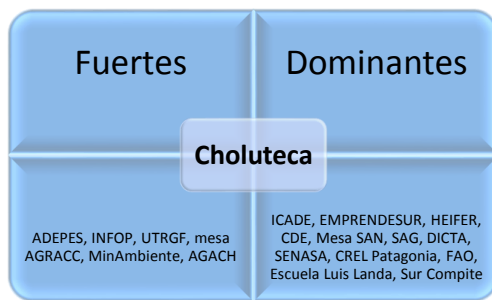 Fuertes
Dominantes
Choluteca
ADEPES, INFOP, UTRGF, mesa
AGRACC, MinAmbiente, AGACH
ICADE, EMPRENDESUR, HEIFER,
CDE, Mesa SAN, SAG, DICTA,
SENASA, CREL Patagonia, FAO,
Escuela Luis Landa, Sur Compite